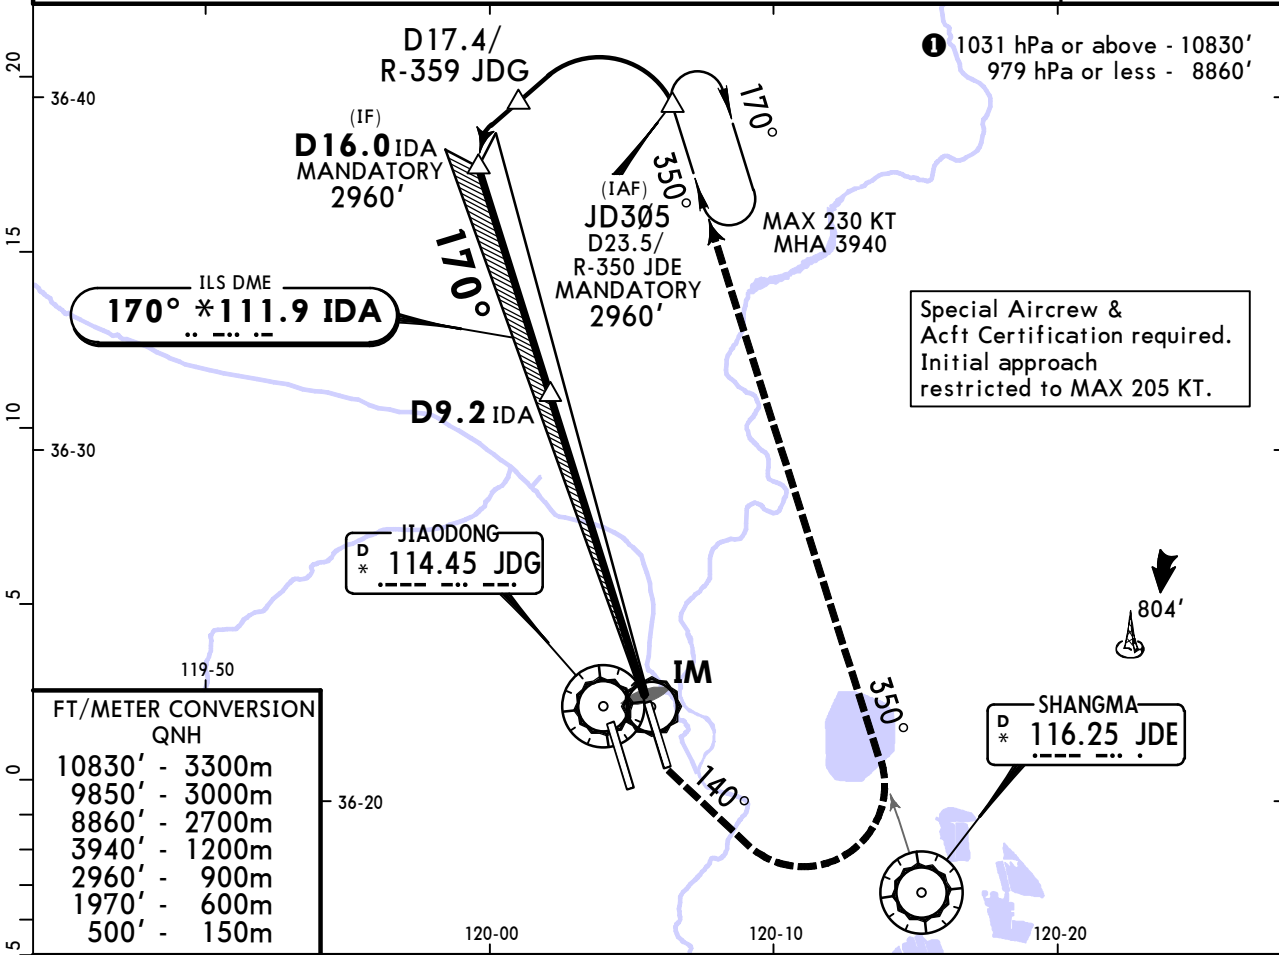 ❶ 1031 hPa or above - 10830'
979 hPa or less - 8860'
D17.4/
R-359 JDG
20
36-40
(IF)
D16.0 IDA
MANDATORY
2960'
170°
350°
(IAF)
JD3Ø5
D23.5/
R-350 JDE
MANDATORY
2960'
MAX 230 KT
MHA 3940
15
170°
ILS DME
170° *111.9 IDA
Special Aircrew &
Acft Certification required.
Initial approach
restricted to MAX 205 KT.
10
D9.2 IDA
36-30
JIAODONG
D
* 114.45 JDG
5
804'
119-50
IM
350°
SHANGMA
D
* 116.25 JDE
FT/METER CONVERSION
QNH
10830' - 3300m
9850' - 3000m
8860' - 2700m
3940' - 1200m
2960' - 900m
1970' - 600m
500' - 150m
0
140°
36-20
5
120-00
120-10
120-20